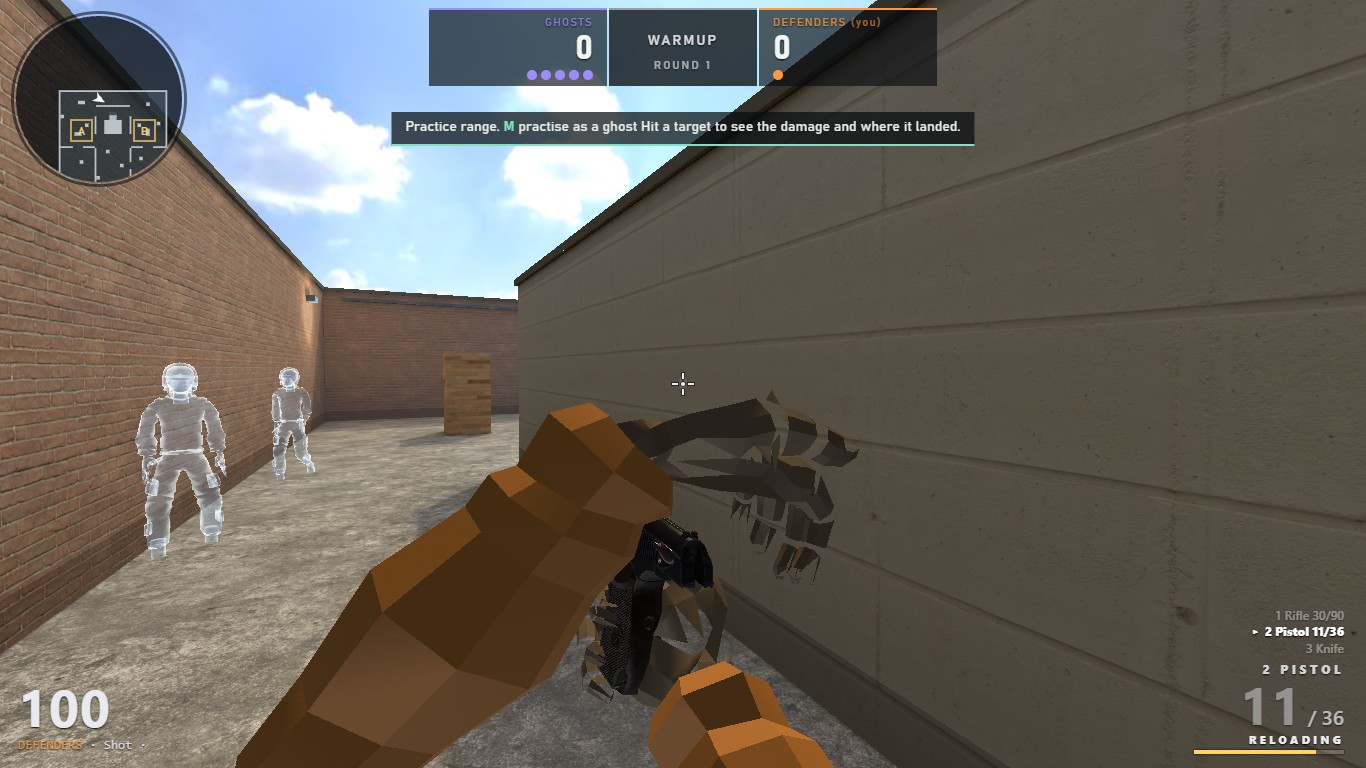 GHOSTS
0
WARMUP
ROUND 1
DEFENDERS (you)
0
Practice range. M practise as a ghost Hit a target to see the damage and where it landed.
A
B
1 Rifle 30/90
▸ 2 Pistol 11/36
3 Knife
2 PISTOL
11 / 36
RELOADING
100
DEFENDERS · Shot ·